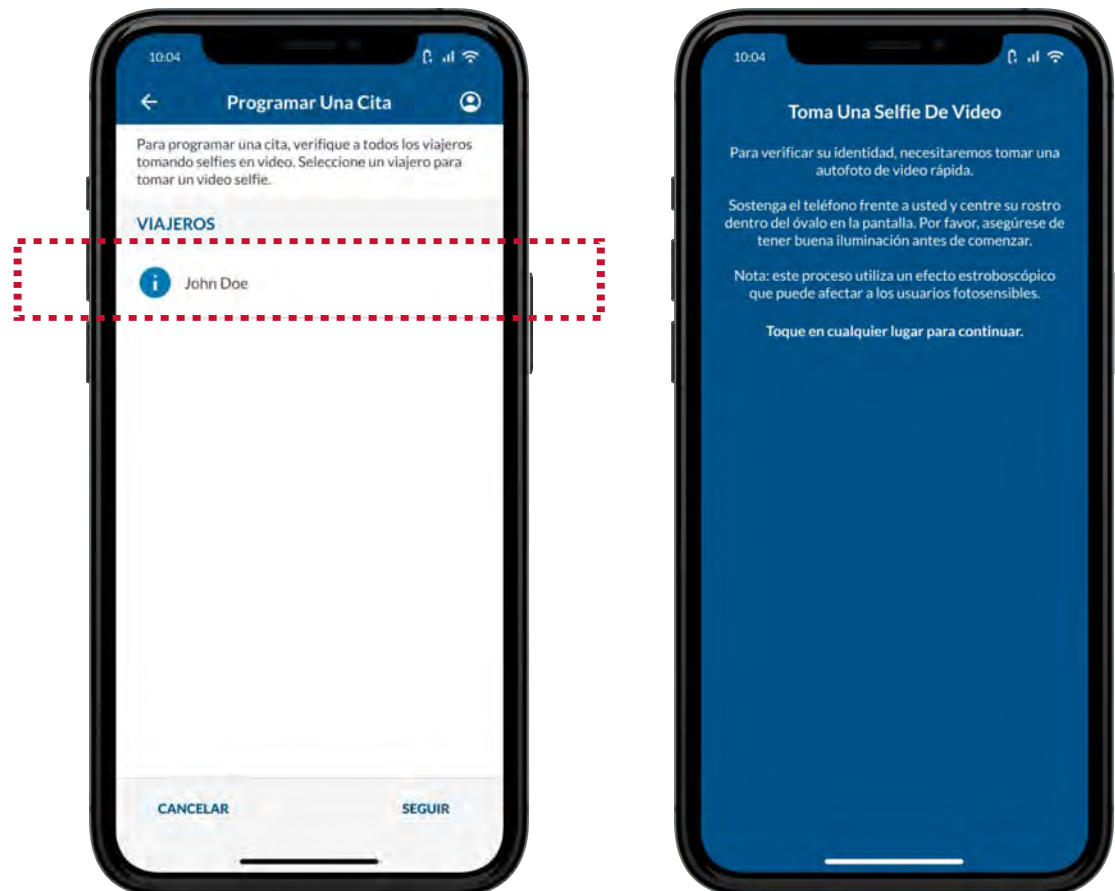 10:04
Programar Una Cita
Para programar una cita, verifique a todos los viajeros
tomando selfies en video. Seleccione un viajero para
tomar un video selfie.
VIAJEROS
i
John Doe
CANCELAR
SEGUIR
10:04
Toma Una Selfie De Video
Para verificar su identidad, necesitaremos tomar una
autofoto de video rápida.
Sostenga el teléfono frente a usted y centre su rostro
dentro del óvalo en la pantalla. Por favor, asegúrese de
tener buena iluminación antes de comenzar.
Nota: este proceso utiliza un efecto estroboscópico
que puede afectar a los usuarios fotosensibles.
Toque en cualquier lugar para continuar.